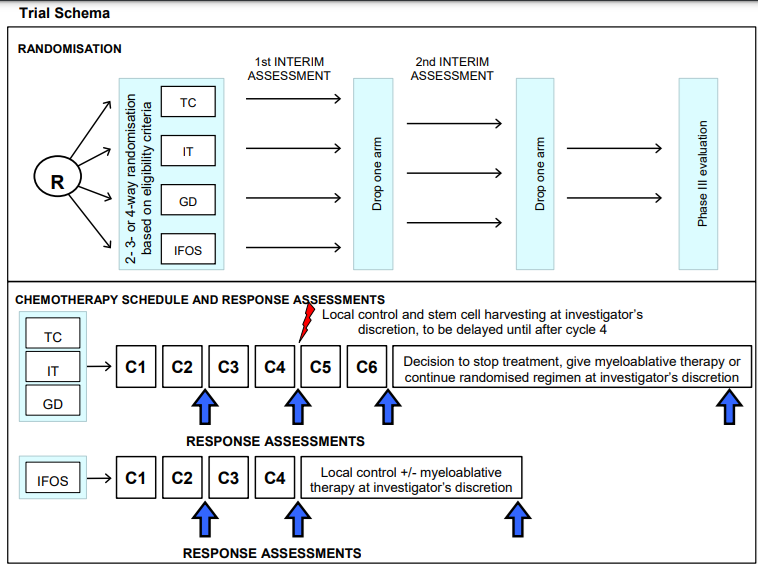 Trial Schema
RANDOMISATION
1st INTERIM
ASSESSMENT
2nd INTERIM
ASSESSMENT
R
2- 3- or 4-way randomisation
based on eligibility criteria
TC
IT
GD
IFOS
Drop one arm
Drop one arm
Phase III evaluation
CHEMOTHERAPY SCHEDULE AND RESPONSE ASSESSMENTS
Local control and stem cell harvesting at investigator's
discretion, to be delayed until after cycle 4
TC
IT
GD
C1 C2 C3 C4 C5 C6
Decision to stop treatment, give myeloablative therapy or
continue randomised regimen at investigator's discretion
RESPONSE ASSESSMENTS
IFOS
C1 C2 C3 C4
Local control +/- myeloablative
therapy at investigator's discretion
RESPONSE ASSESSMENTS